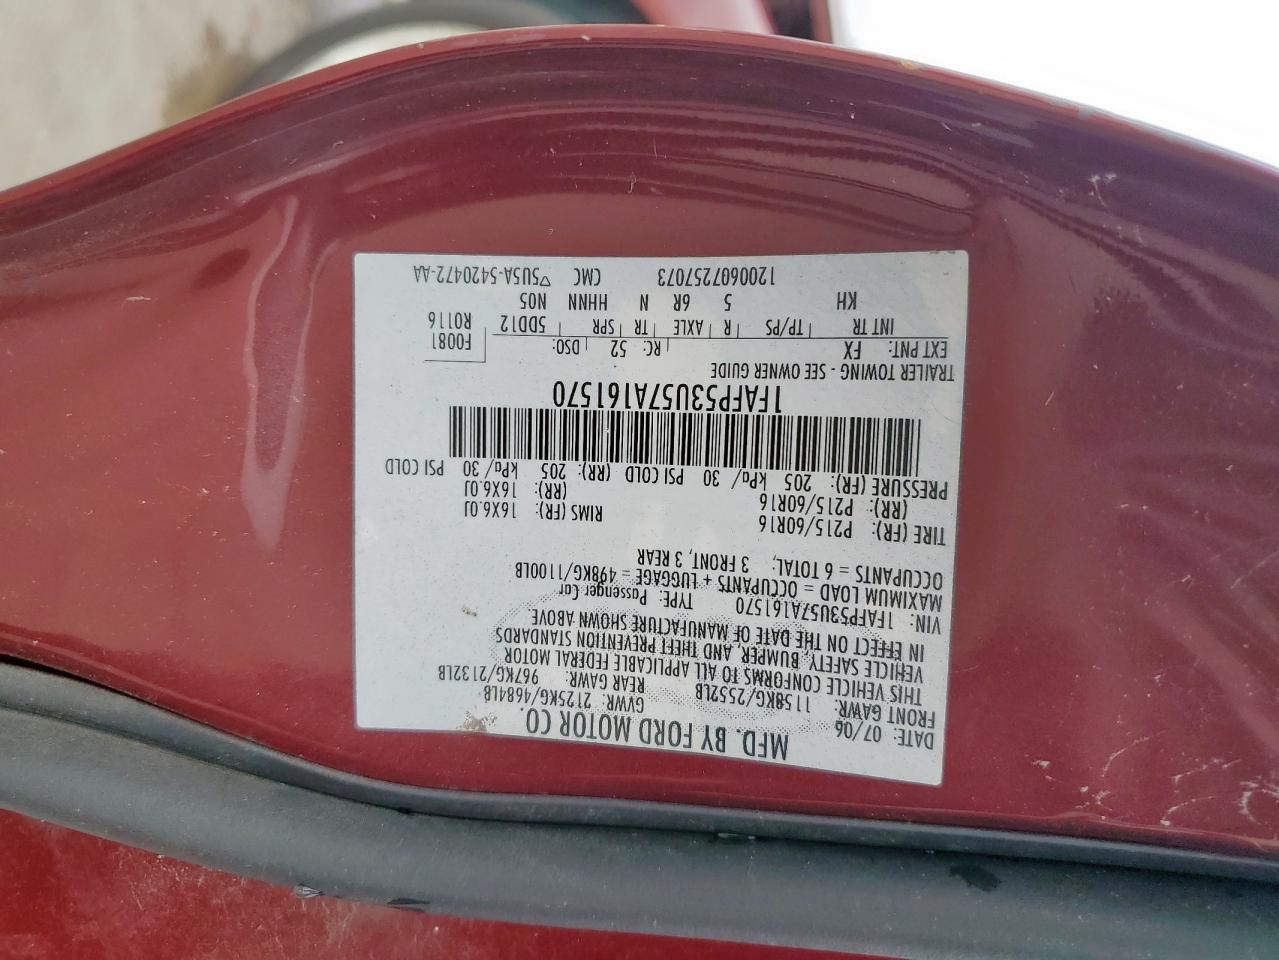 MFD. BY FORD MOTOR CO.
DATE: 07/06 GVWR: 2125KG/4684LB
FRONT GAWR: REAR GAWR:
1158KG/2552LB 967KG/2132LB
THIS VEHICLE CONFORMS TO ALL APPLICABLE FEDERAL MOTOR
VEHICLE SAFETY, BUMPER, AND THEFT PREVENTION STANDARDS
IN EFFECT ON THE DATE OF MANUFACTURE SHOWN ABOVE
VIN: 1FAFP53U57A161570 TYPE: Passenger Car
MAXIMUM LOAD = OCCUPANTS + LUGGAGE = 498KG/1100LB
OCCUPANTS = 6 TOTAL: 3 FRONT, 3 REAR
TIRE (FR): P215/60R16 RIMS (FR): 16X6.0J
(RR): P215/60R16 (RR): 16X6.0J
PRESSURE (FR): 205 kPa/ 30 PSI COLD (RR): 205 kPa/ 30 PSI COLD
1FAFP53U57A161570
TRAILER TOWING - SEE OWNER GUIDE
EXT PNT: FX RC: 52 DSO: F0081
INT TR TP/PS R AXLE TR SPR 5DD12 R0116
KH 5 6R N HHNN N05
1200607257073 CMC ▽5U5A-5420472-AA